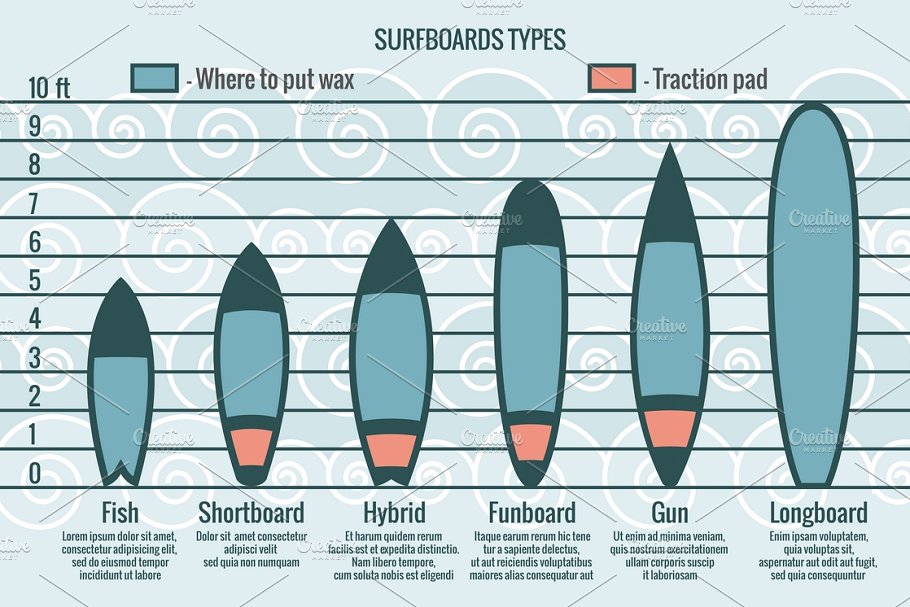 SURFBOARDS TYPES
- Where to put wax
- Traction pad
10 ft
9
8
7
6
5
4
3
2
1
0
Fish
Lorem ipsum dolor sit amet,
consectetur adipisicing elit,
sed do eiusmod tempor
incididunt ut labore
Shortboard
Dolor sit amet consectetur
adipisci velit
sed quia non numquam
Hybrid
Et harum quidem rerum
facilis est et expedita distinctio.
Nam libero tempore,
cum soluta nobis est eligendi
Funboard
Itaque earum rerum hic tene
tur a sapiente delectus,
ut aut reiciendis voluptatibus
maiores alias consequatur aut
Gun
Ut enim ad minima veniam,
quis nostrum exercitationem
ullam corporis suscip
it laboriosam
Longboard
Enim ipsam voluptatem,
quia voluptas sit,
aspernatur aut odit aut fugit,
sed quia consequuntur
Creative
MARKET